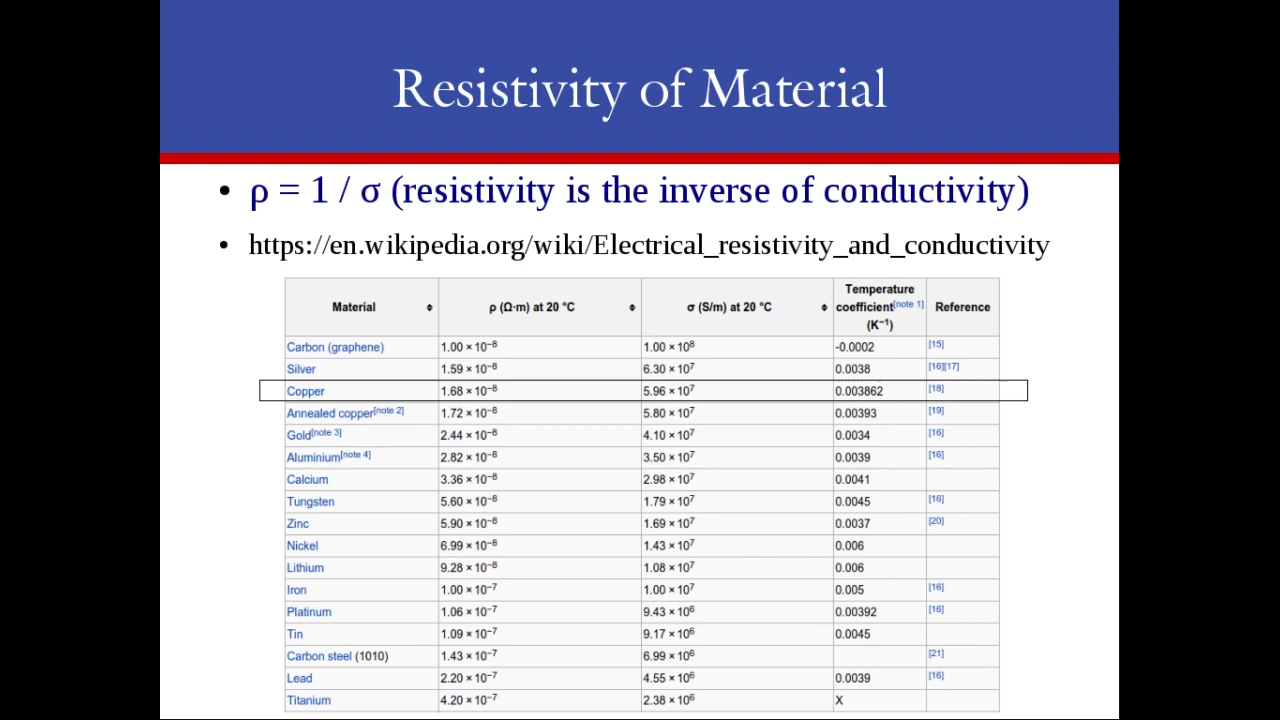 Resistivity of Material
• ρ = 1 / σ (resistivity is the inverse of conductivity)
• https://en.wikipedia.org/wiki/Electrical_resistivity_and_conductivity
Material ρ (Ω·m) at 20 °C σ (S/m) at 20 °C Temperature coefficient[note 1] (K⁻¹) Reference
Carbon (graphene) 1.00 × 10⁻⁸ 1.00 × 10⁸ -0.0002 [15]
Silver 1.59 × 10⁻⁸ 6.30 × 10⁷ 0.0038 [16][17]
Copper 1.68 × 10⁻⁸ 5.96 × 10⁷ 0.003862 [18]
Annealed copper[note 2] 1.72 × 10⁻⁸ 5.80 × 10⁷ 0.00393 [19]
Gold[note 3] 2.44 × 10⁻⁸ 4.10 × 10⁷ 0.0034 [16]
Aluminium[note 4] 2.82 × 10⁻⁸ 3.50 × 10⁷ 0.0039 [16]
Calcium 3.36 × 10⁻⁸ 2.98 × 10⁷ 0.0041
Tungsten 5.60 × 10⁻⁸ 1.79 × 10⁷ 0.0045 [16]
Zinc 5.90 × 10⁻⁸ 1.69 × 10⁷ 0.0037 [20]
Nickel 6.99 × 10⁻⁸ 1.43 × 10⁷ 0.006
Lithium 9.28 × 10⁻⁸ 1.08 × 10⁷ 0.006
Iron 1.00 × 10⁻⁷ 1.00 × 10⁷ 0.005 [16]
Platinum 1.06 × 10⁻⁷ 9.43 × 10⁶ 0.00392 [16]
Tin 1.09 × 10⁻⁷ 9.17 × 10⁶ 0.0045
Carbon steel (1010) 1.43 × 10⁻⁷ 6.99 × 10⁶ [21]
Lead 2.20 × 10⁻⁷ 4.55 × 10⁶ 0.0039 [16]
Titanium 4.20 × 10⁻⁷ 2.38 × 10⁶ X